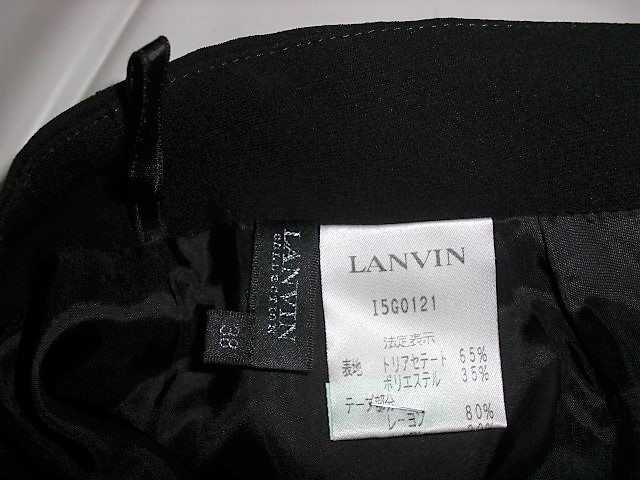 LANVIN
COLLECTION
38
LANVIN
I5G0121
法定表示
表地 トリアセテート 65%
ポリエステル 35%
テープ部分
レーヨン 80%